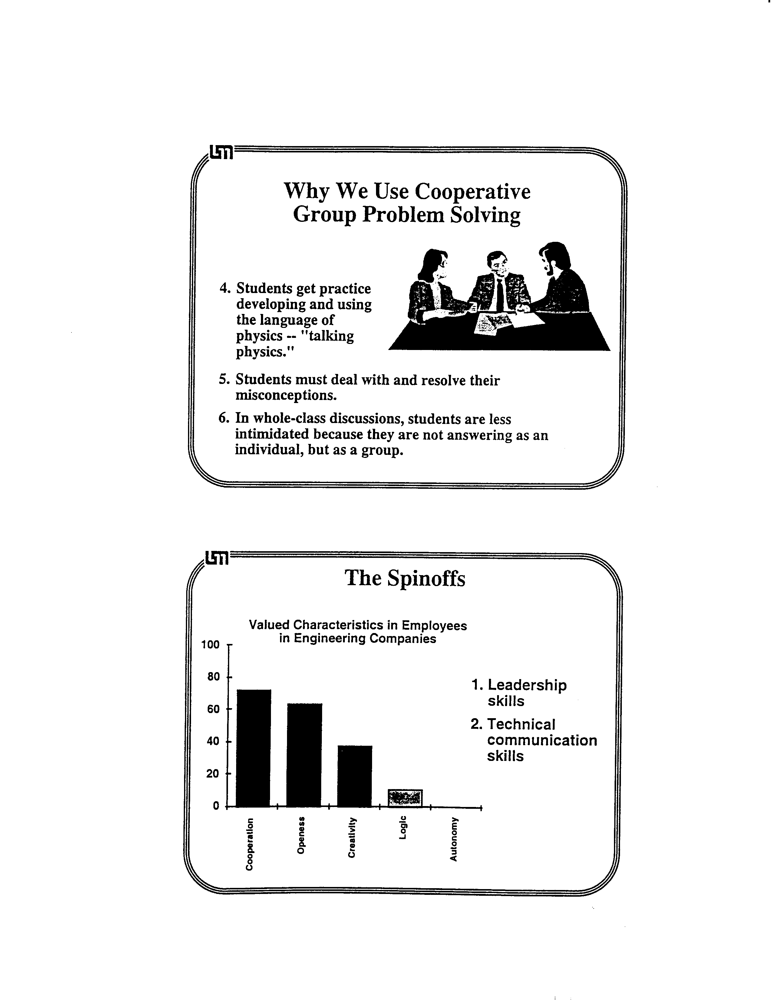 Why We Use Cooperative
Group Problem Solving
4. Students get practice
developing and using
the language of
physics -- "talking
physics."
5. Students must deal with and resolve their
misconceptions.
6. In whole-class discussions, students are less
intimidated because they are not answering as an
individual, but as a group.
The Spinoffs
Valued Characteristics in Employees
in Engineering Companies
100
80
60
40
20
0
Cooperation
Openess
Creativity
Logic
Autonomy
1. Leadership
skills
2. Technical
communication
skills